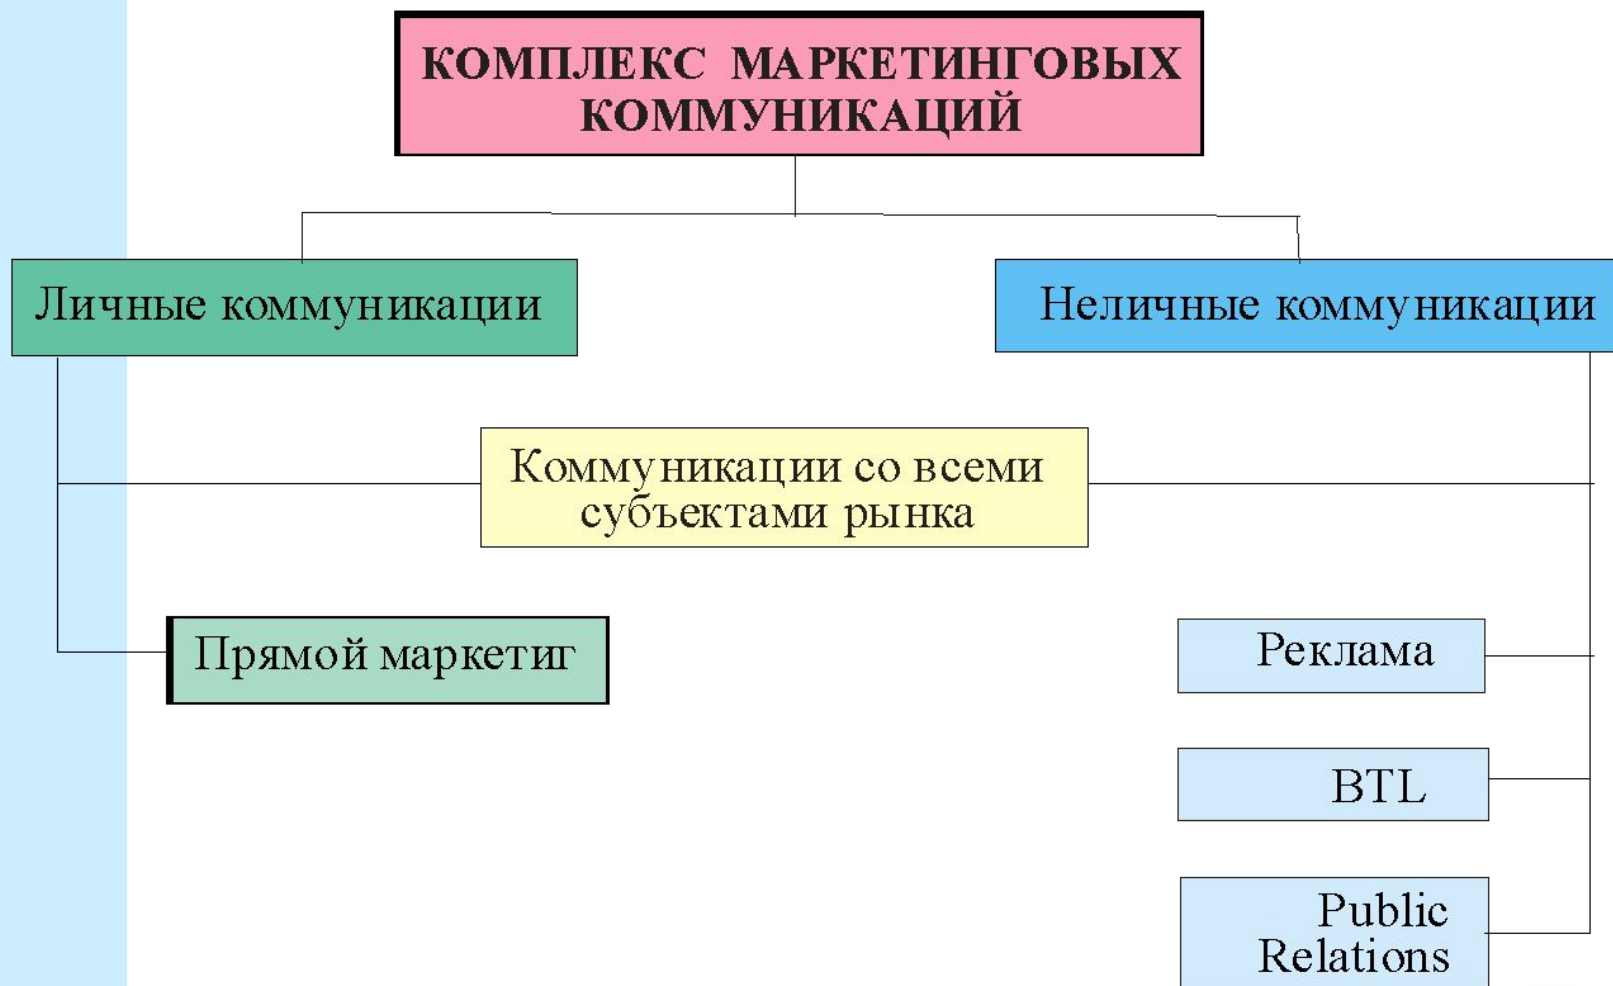 КОМПЛЕКС МАРКЕТИНГОВЫХ
КОММУНИКАЦИЙ
Личные коммуникации
Неличные коммуникации
Коммуникации со всеми
субъектами рынка
Прямой маркетиг
Реклама
BTL
Public
Relations